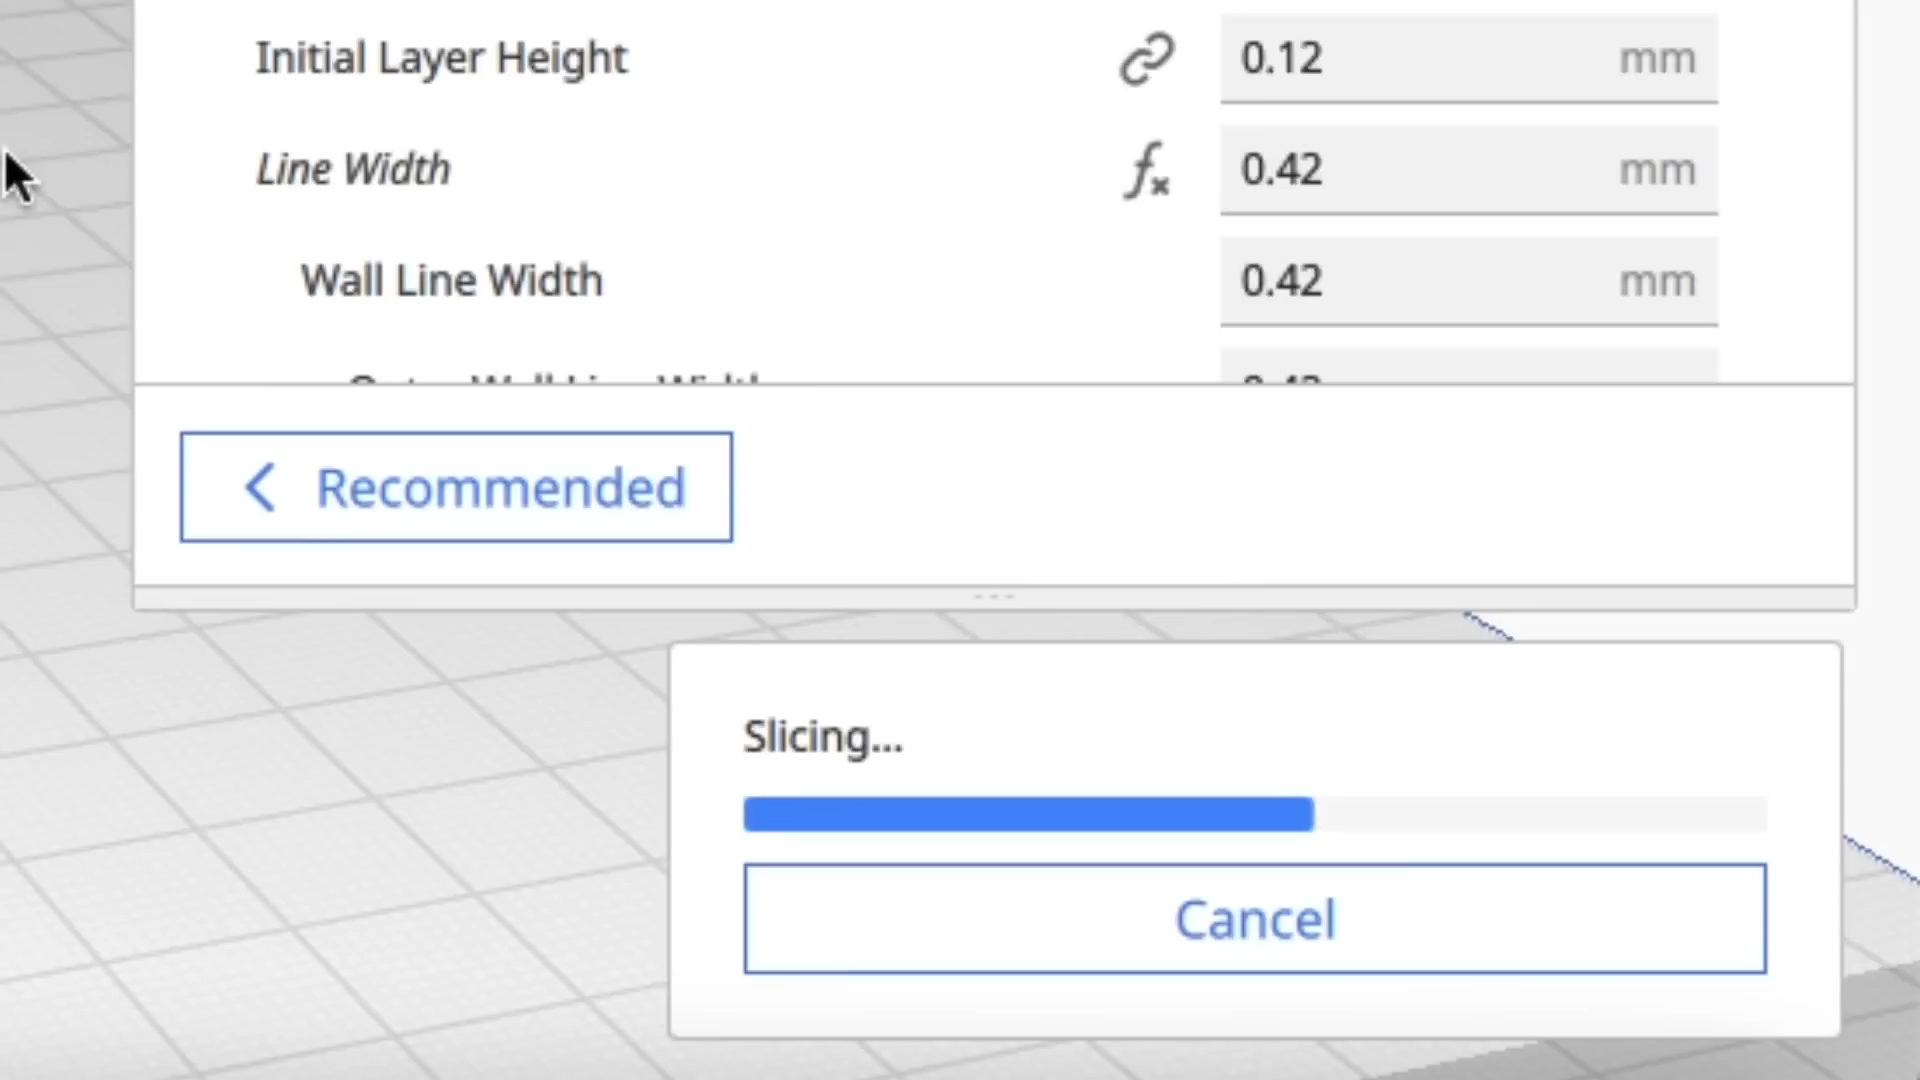 Initial Layer Height 0.12 mm
Line Width fx 0.42 mm
Wall Line Width 0.42 mm
Recommended
Slicing...
Cancel